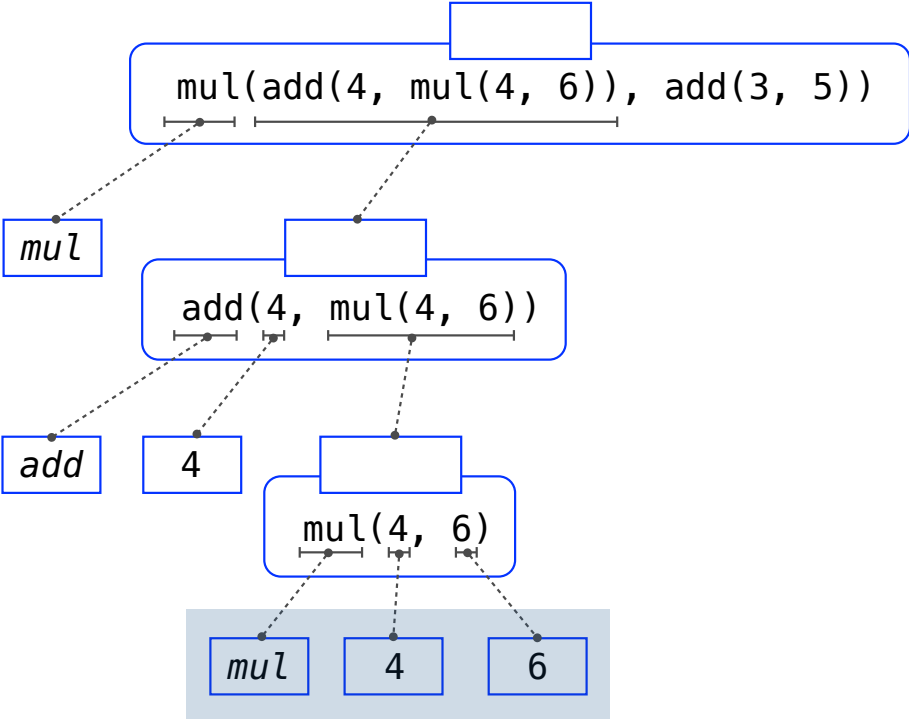 mul(add(4, mul(4, 6)), add(3, 5))
mul
add(4, mul(4, 6))
add
4
mul(4, 6)
mul
4
6